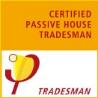 CERTIFIED
PASSIVE HOUSE
TRADESMAN
TRADESMAN